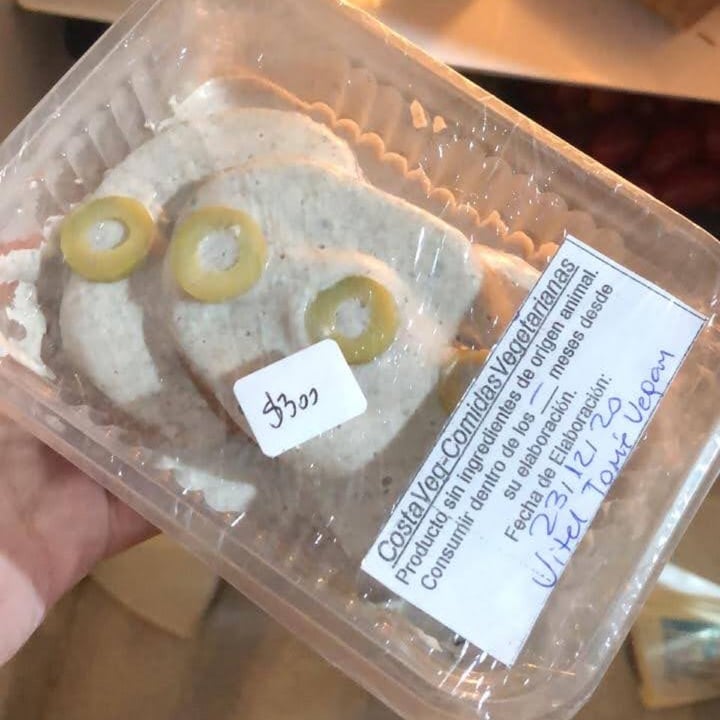 $300
CostaVeg-Comidas Vegetarianas
Producto sin ingredientes de origen animal.
Consumir dentro de los — meses desde
su elaboración.
Fecha de Elaboración:
23/12/20
Vitel Toné Vegan